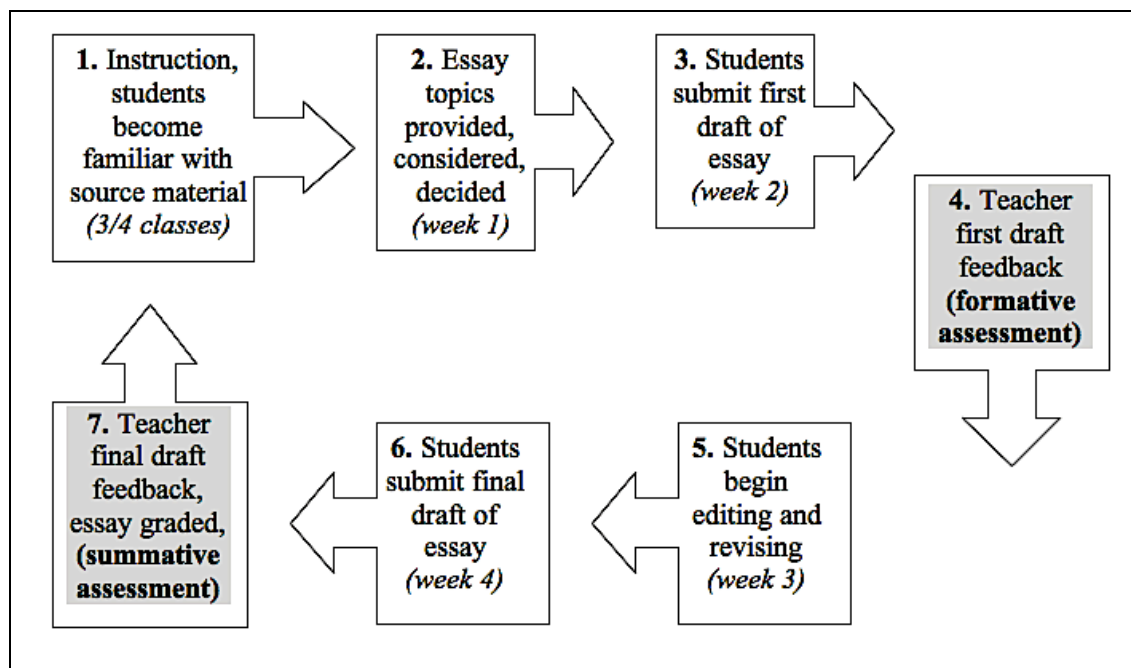 1. Instruction,
students
become
familiar with
source material
(3/4 classes)
2. Essay
topics
provided,
considered,
decided
(week 1)
3. Students
submit first
draft of
essay
(week 2)
4. Teacher
first draft
feedback
(formative
assessment)
5. Students
begin
editing and
revising
(week 3)
6. Students
submit final
draft of
essay
(week 4)
7. Teacher
final draft
feedback,
essay graded,
(summative
assessment)